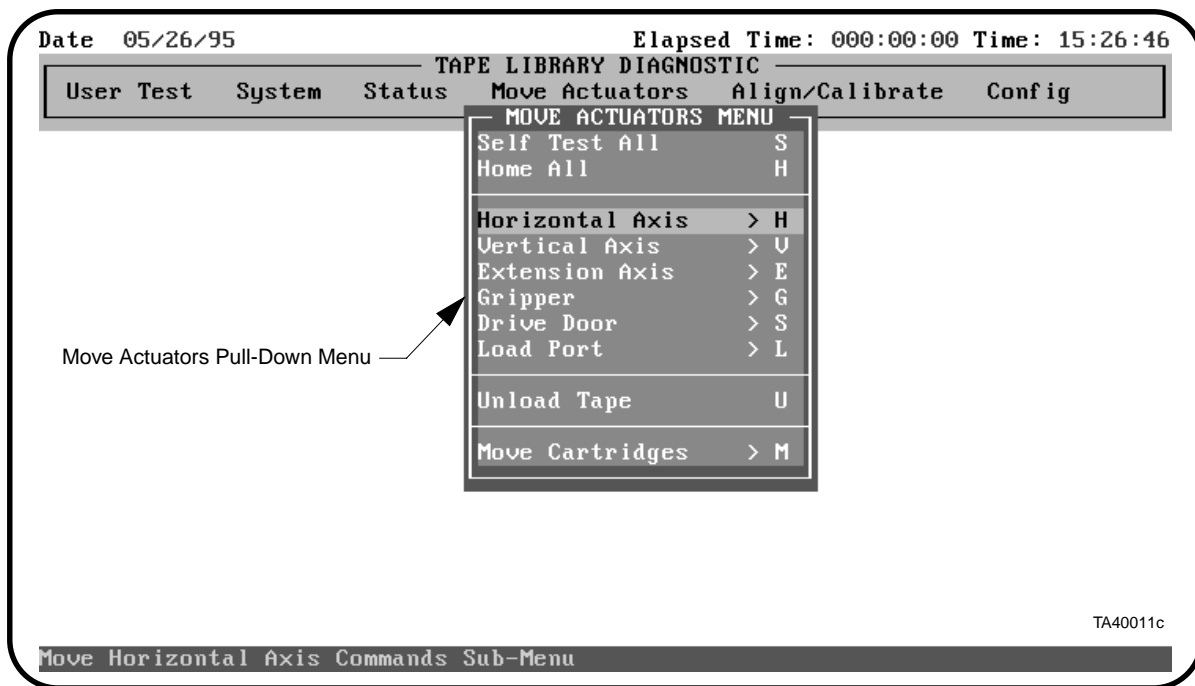 Date 05/26/95 Elapsed Time: 000:00:00 Time: 15:26:46
TAPE LIBRARY DIAGNOSTIC
User Test System Status Move Actuators Align/Calibrate Config
MOVE ACTUATORS MENU
Self Test All S
Home All H
Horizontal Axis > H
Vertical Axis > V
Extension Axis > E
Gripper > G
Drive Door > S
Load Port > L
Unload Tape U
Move Cartridges > M
Move Actuators Pull-Down Menu
TA40011c
Move Horizontal Axis Commands Sub-Menu